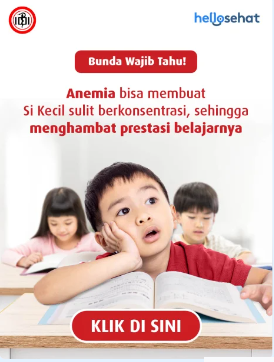 hellosehat
Bunda Wajib Tahu!
Anemia bisa membuat
Si Kecil sulit berkonsentrasi, sehingga
menghambat prestasi belajarnya
KLIK DI SINI